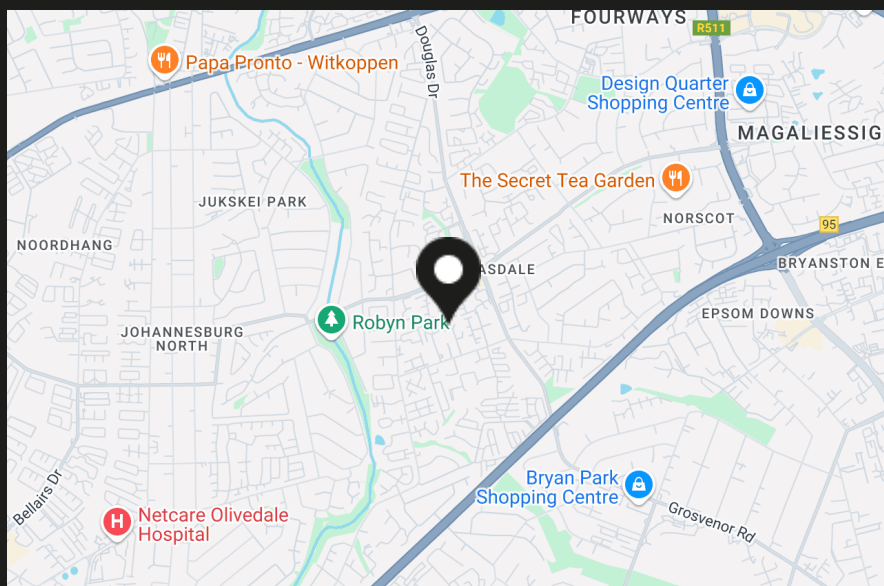 FOURWAYS
R511
Douglas Dr
Papa Pronto - Witkoppen
Design Quarter
Shopping Centre
MAGALIESSIG
The Secret Tea Garden
JUKSKEI PARK
NORSCOT
95
NOORDHANG
ASDALE
BRYANSTON E
EPSOM DOWNS
Robyn Park
JOHANNESBURG
NORTH
Bellairs Dr
Bryan Park
Shopping Centre
Grosvenor Rd
Netcare Olivedale
Hospital
H